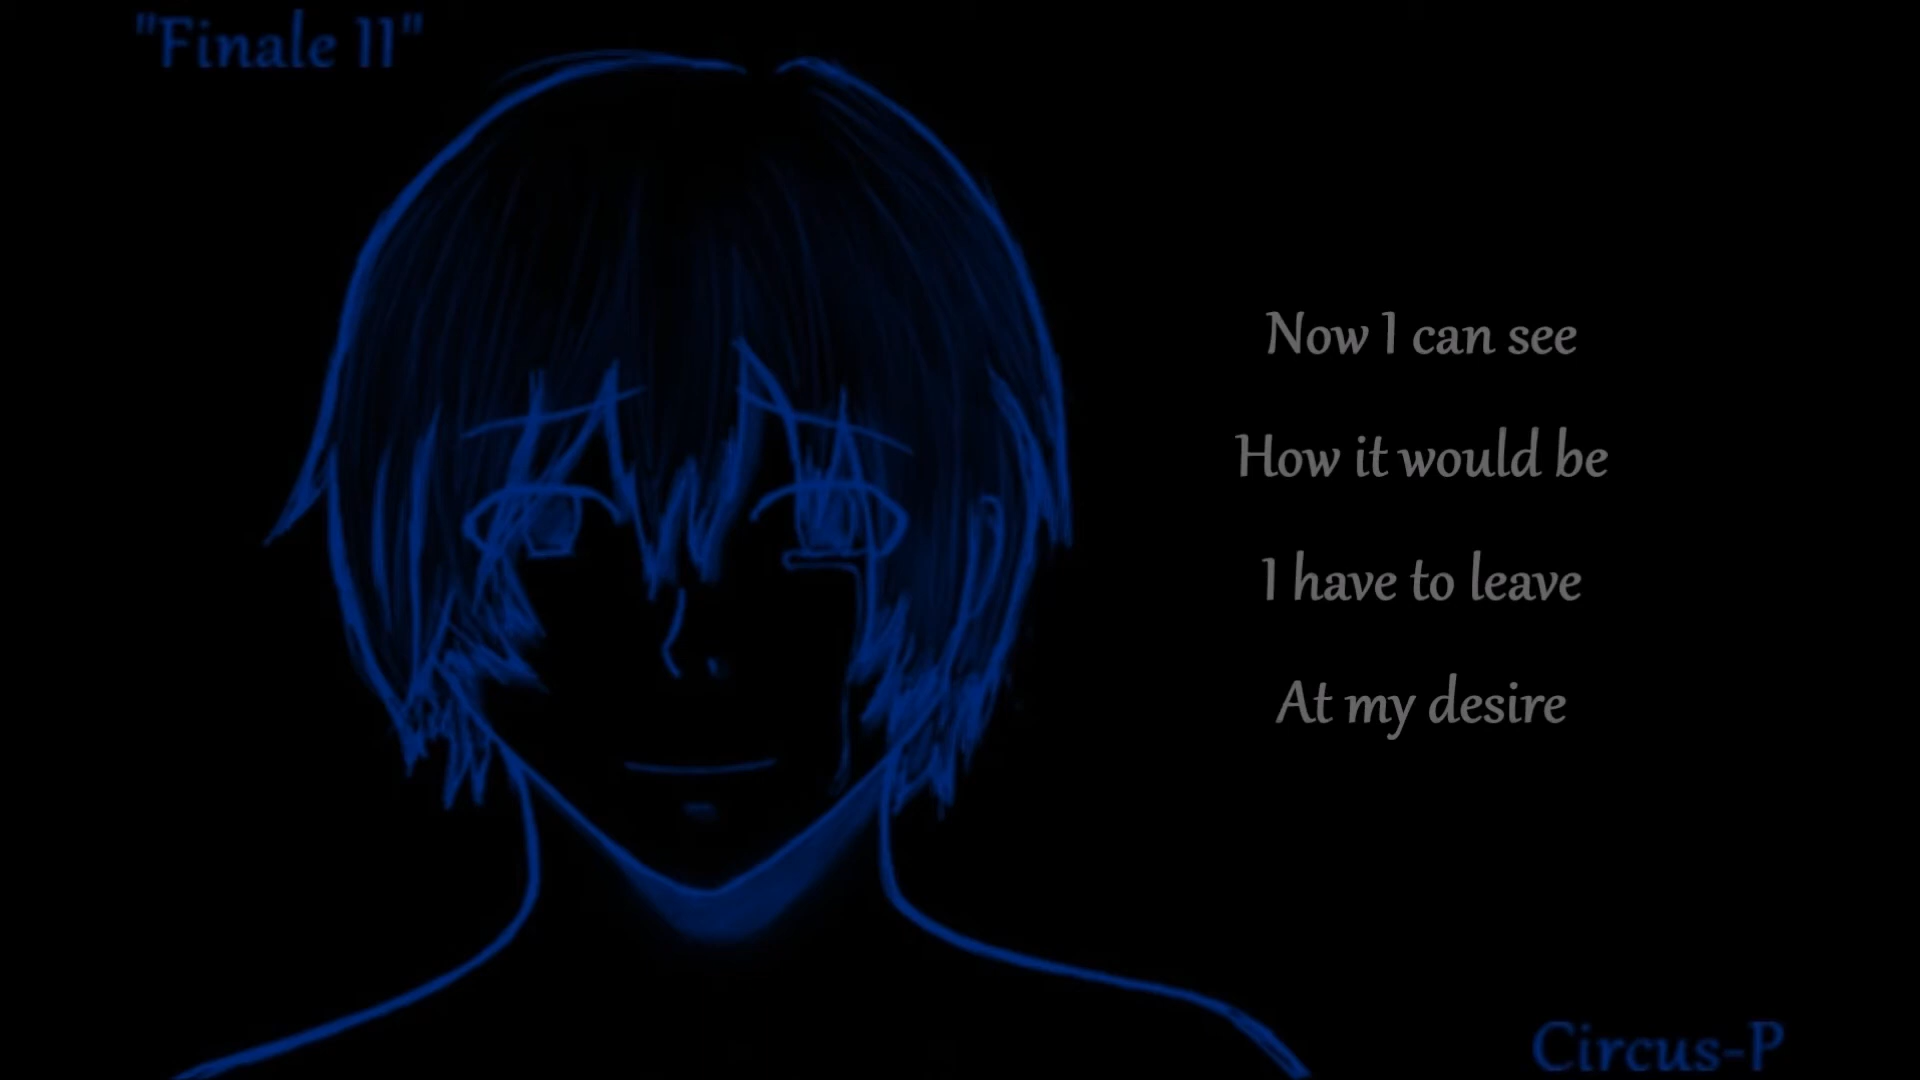 "Finale II"
Now I can see
How it would be
I have to leave
At my desire
Circus-P